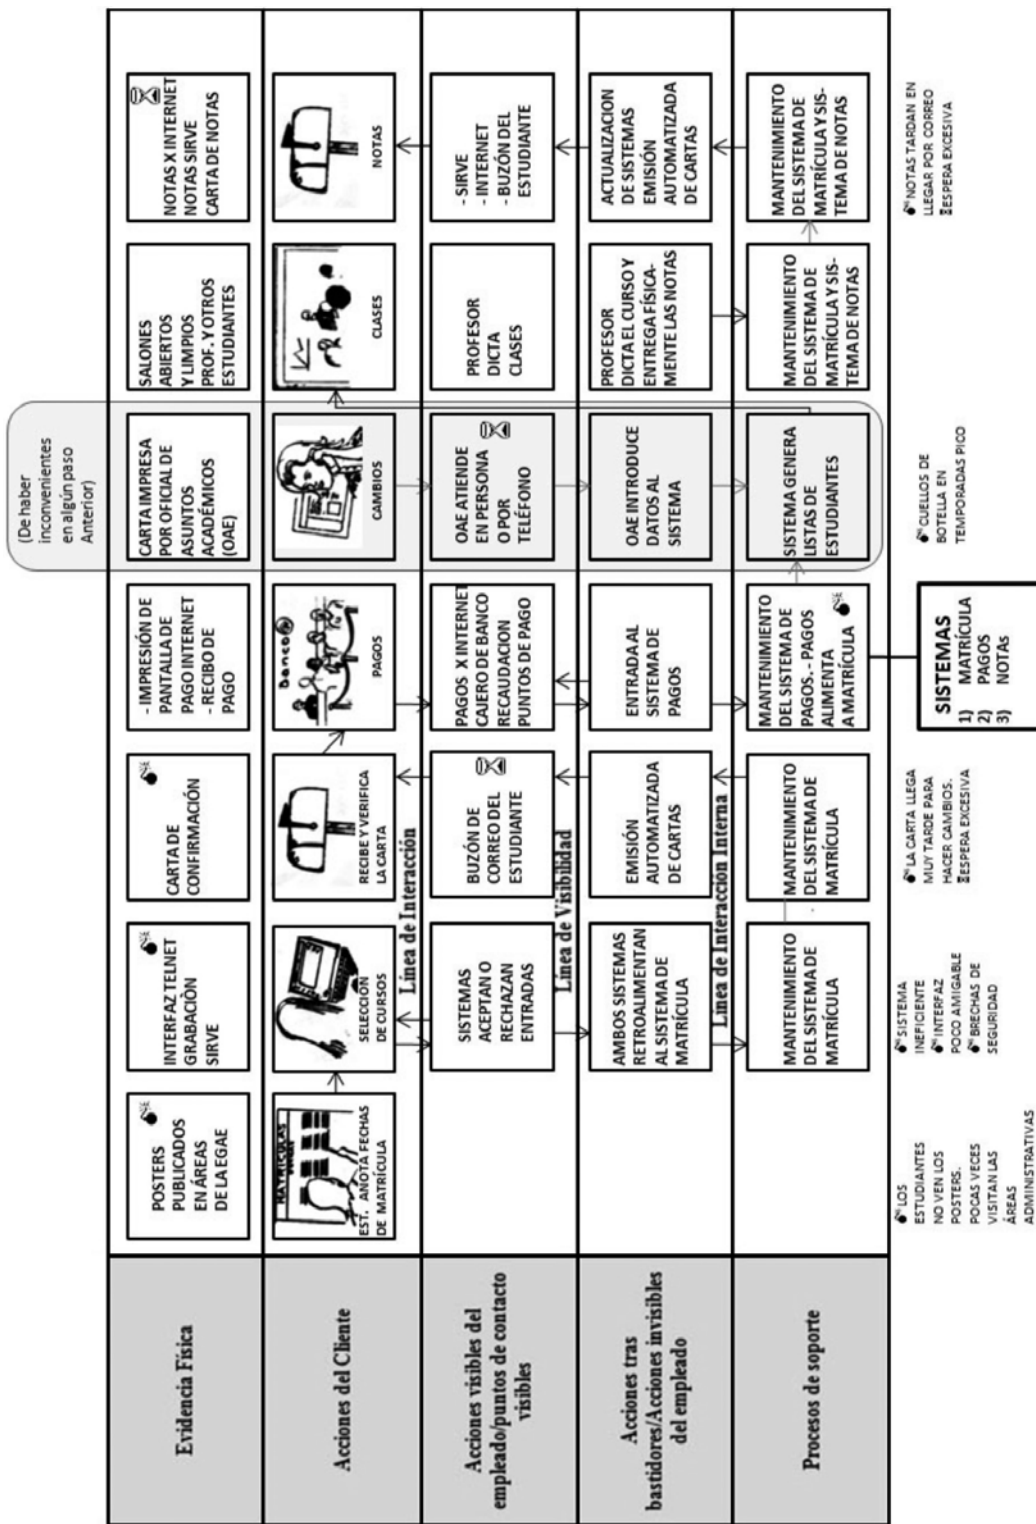 (De haber
inconvenientes
en algún paso
Anterior)
Evidencia Física
POSTERS
PUBLICADOS
EN ÁREAS
DE LA EGAE
INTERFAZ TELNET
GRABACIÓN
SIRVE
CARTA DE
CONFIRMACIÓN
- IMPRESIÓN DE
PANTALLA DE
PAGO INTERNET
- RECIBO DE
PAGO
CARTA IMPRESA
POR OFICIAL DE
ASUNTOS
ACADÉMICOS
(OAE)
SALONES
ABIERTOS
Y LIMPIOS
PROF. Y OTROS
ESTUDIANTES
NOTAS X INTERNET
NOTAS SIRVE
CARTA DE NOTAS
Acciones del Cliente
MATRICULAS
EST. ANOTA FECHAS
DE MATRÍCULA
SELECCION
DE CURSOS
RECIBE Y VERIFICA
LA CARTA
banco
PAGOS
CAMBIOS
CLASES
NOTAS
Línea de Interacción
Acciones visibles del
empleado/puntos de contacto
visibles
SISTEMAS
ACEPTAN O
RECHAZAN
ENTRADAS
BUZÓN DE
CORREO DEL
ESTUDIANTE
PAGOS X INTERNET
CAJERO DE BANCO
RECAUDACION
PUNTOS DE PAGO
OAE ATIENDE
EN PERSONA
O POR
TELÉFONO
PROFESOR
DICTA
CLASES
- SIRVE
- INTERNET
- BUZÓN DEL
ESTUDIANTE
Línea de Visibilidad
Acciones tras
bastidores/Acciones invisibles
del empleado
AMBOS SISTEMAS
RETROALIMENTAN
AL SISTEMA DE
MATRÍCULA
EMISIÓN
AUTOMATIZADA
DE CARTAS
ENTRADA AL
SISTEMA DE
PAGOS
OAE INTRODUCE
DATOS AL
SISTEMA
PROFESOR
DICTA EL CURSO Y
ENTREGA FÍSICA-
MENTE LAS NOTAS
ACTUALIZACION
DE SISTEMAS
EMISIÓN
AUTOMATIZADA
DE CARTAS
Línea de Interacción Interna
Procesos de soporte
MANTENIMIENTO
DEL SISTEMA DE
MATRÍCULA
MANTENIMIENTO
DEL SISTEMA DE
MATRÍCULA
MANTENIMIENTO
DEL SISTEMA DE
PAGOS. - PAGOS
ALIMENTA
A MATRÍCULA
SISTEMA GENERA
LISTAS DE
ESTUDIANTES
MANTENIMIENTO
DEL SISTEMA DE
MATRÍCULA Y SIS-
TEMA DE NOTAS
MANTENIMIENTO
DEL SISTEMA DE
MATRÍCULA Y SIS-
TEMA DE NOTAS
LOS
ESTUDIANTES
NO VEN LOS
POSTERS.
POCAS VECES
VISITAN LAS
ÁREAS
ADMINISTRATIVAS
SISTEMA
INEFICIENTE
INTERFAZ
POCO AMIGABLE
BRECHAS DE
SEGURIDAD
LA CARTA LLEGA
MUY TARDE PARA
HACER CAMBIOS.
ESPERA EXCESIVA
SISTEMAS
1) MATRÍCULA
2) PAGOS
3) NOTAs
CUELLOS DE
BOTELLA EN
TEMPORADAS PICO
NOTAS TARDAN EN
LLEGAR POR CORREO
ESPERA EXCESIVA